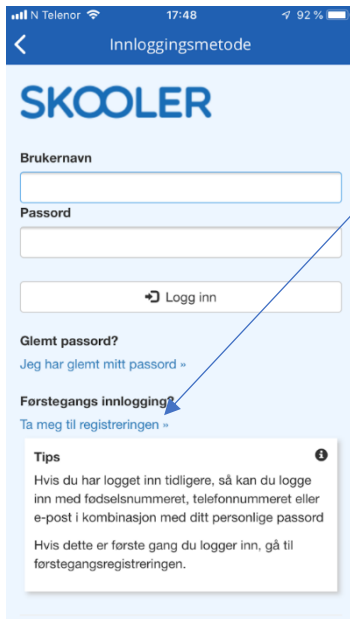 N Telenor 17:48 92 %
Innloggingsmetode
SKOOLER
Brukernavn
Passord
Logg inn
Glemt passord?
Jeg har glemt mitt passord »
Førstegangs innlogging?
Ta meg til registreringen »
Tips
Hvis du har logget inn tidligere, så kan du logge
inn med fødselsnummeret, telefonnummeret eller
e-post i kombinasjon med ditt personlige passord
Hvis dette er første gang du logger inn, gå til
førstegangsregistreringen.